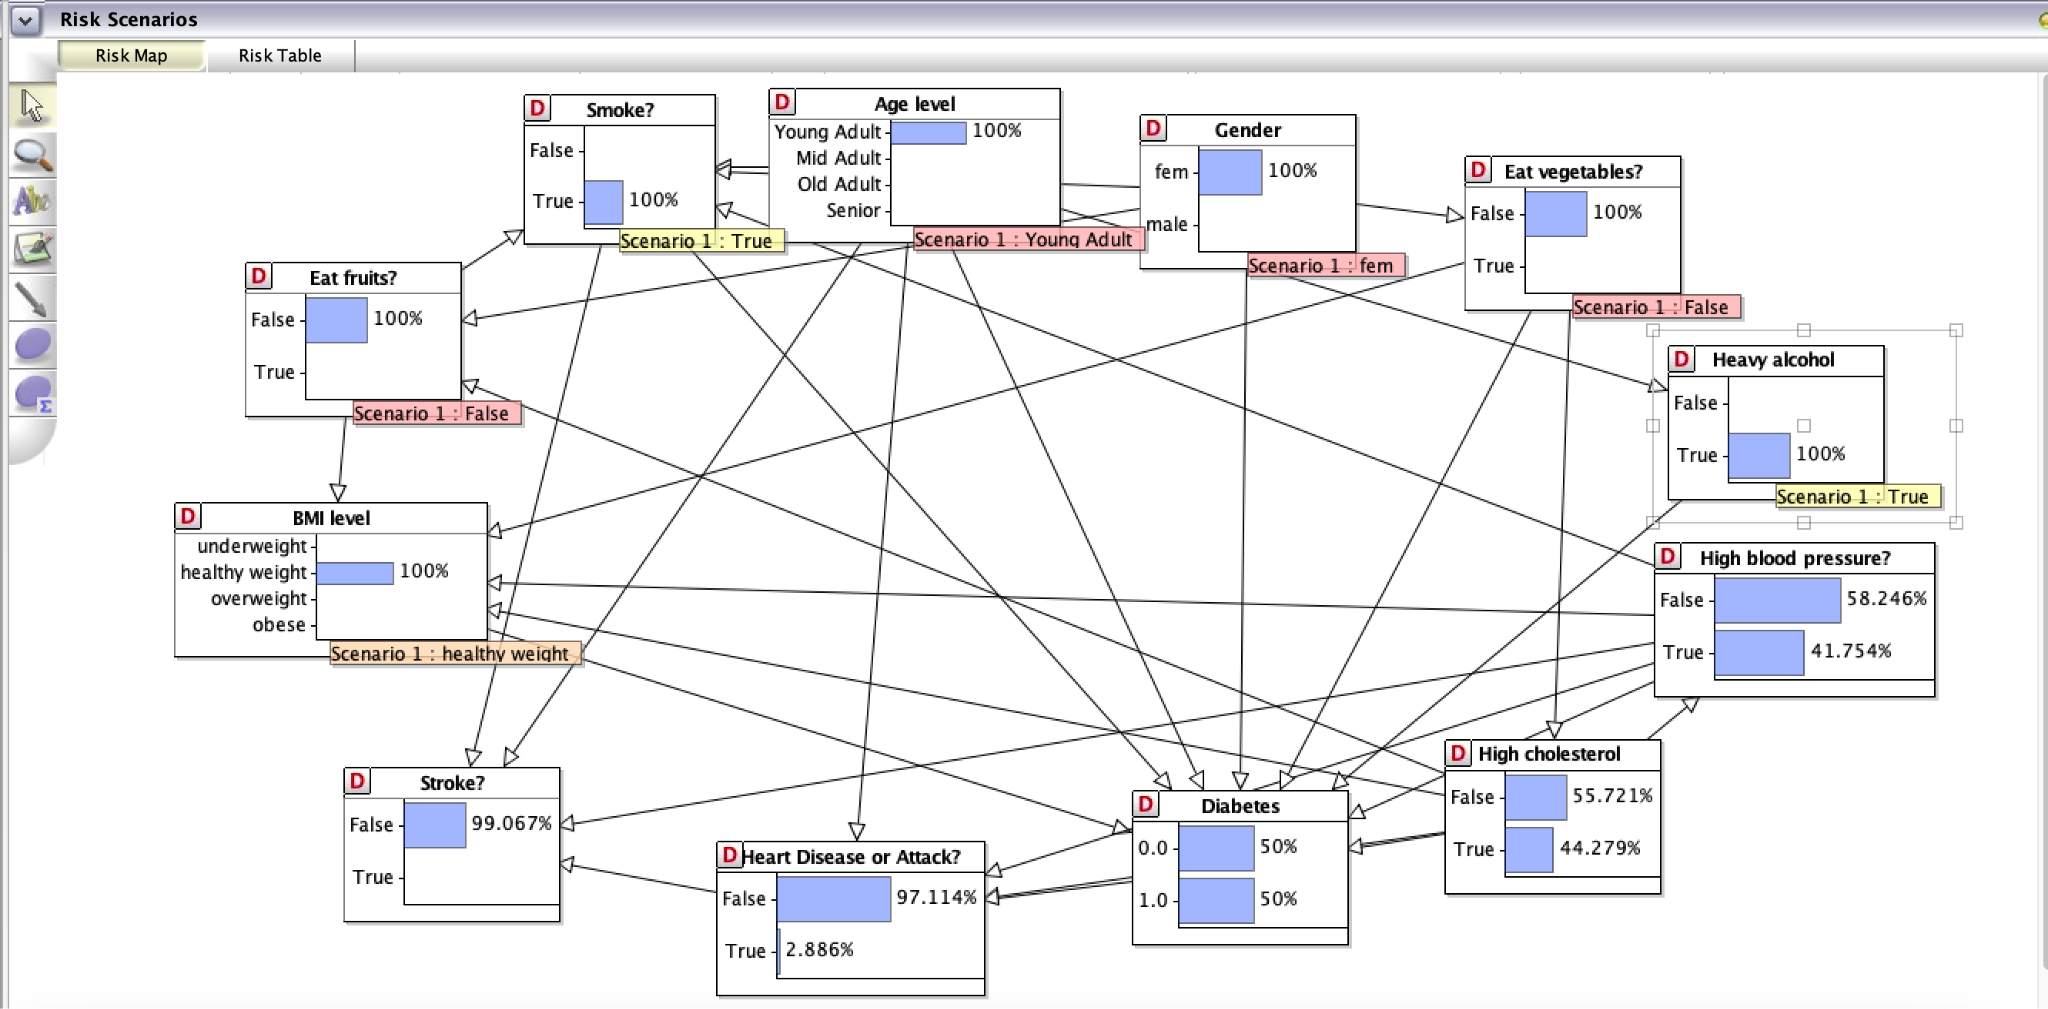 Risk Scenarios
Risk Map
Risk Table
D Smoke?
False
True 100%
Scenario 1 : True
D Age level
Young Adult 100%
Mid Adult
Old Adult
Senior
Scenario 1 : Young Adult
D Gender
fem 100%
male
Scenario 1 : fem
D Eat vegetables?
False 100%
True
Scenario 1 : False
D Eat fruits?
False 100%
True
Scenario 1 : False
D Heavy alcohol
False
True 100%
Scenario 1 : True
D BMI level
underweight
healthy weight 100%
overweight
obese
Scenario 1 : healthy weight
D High blood pressure?
False 58.246%
True 41.754%
D High cholesterol
False 55.721%
True 44.279%
D Stroke?
False 99.067%
True
D Heart Disease or Attack?
False 97.114%
True 2.886%
D Diabetes
0.0 50%
1.0 50%
Abc
Σ